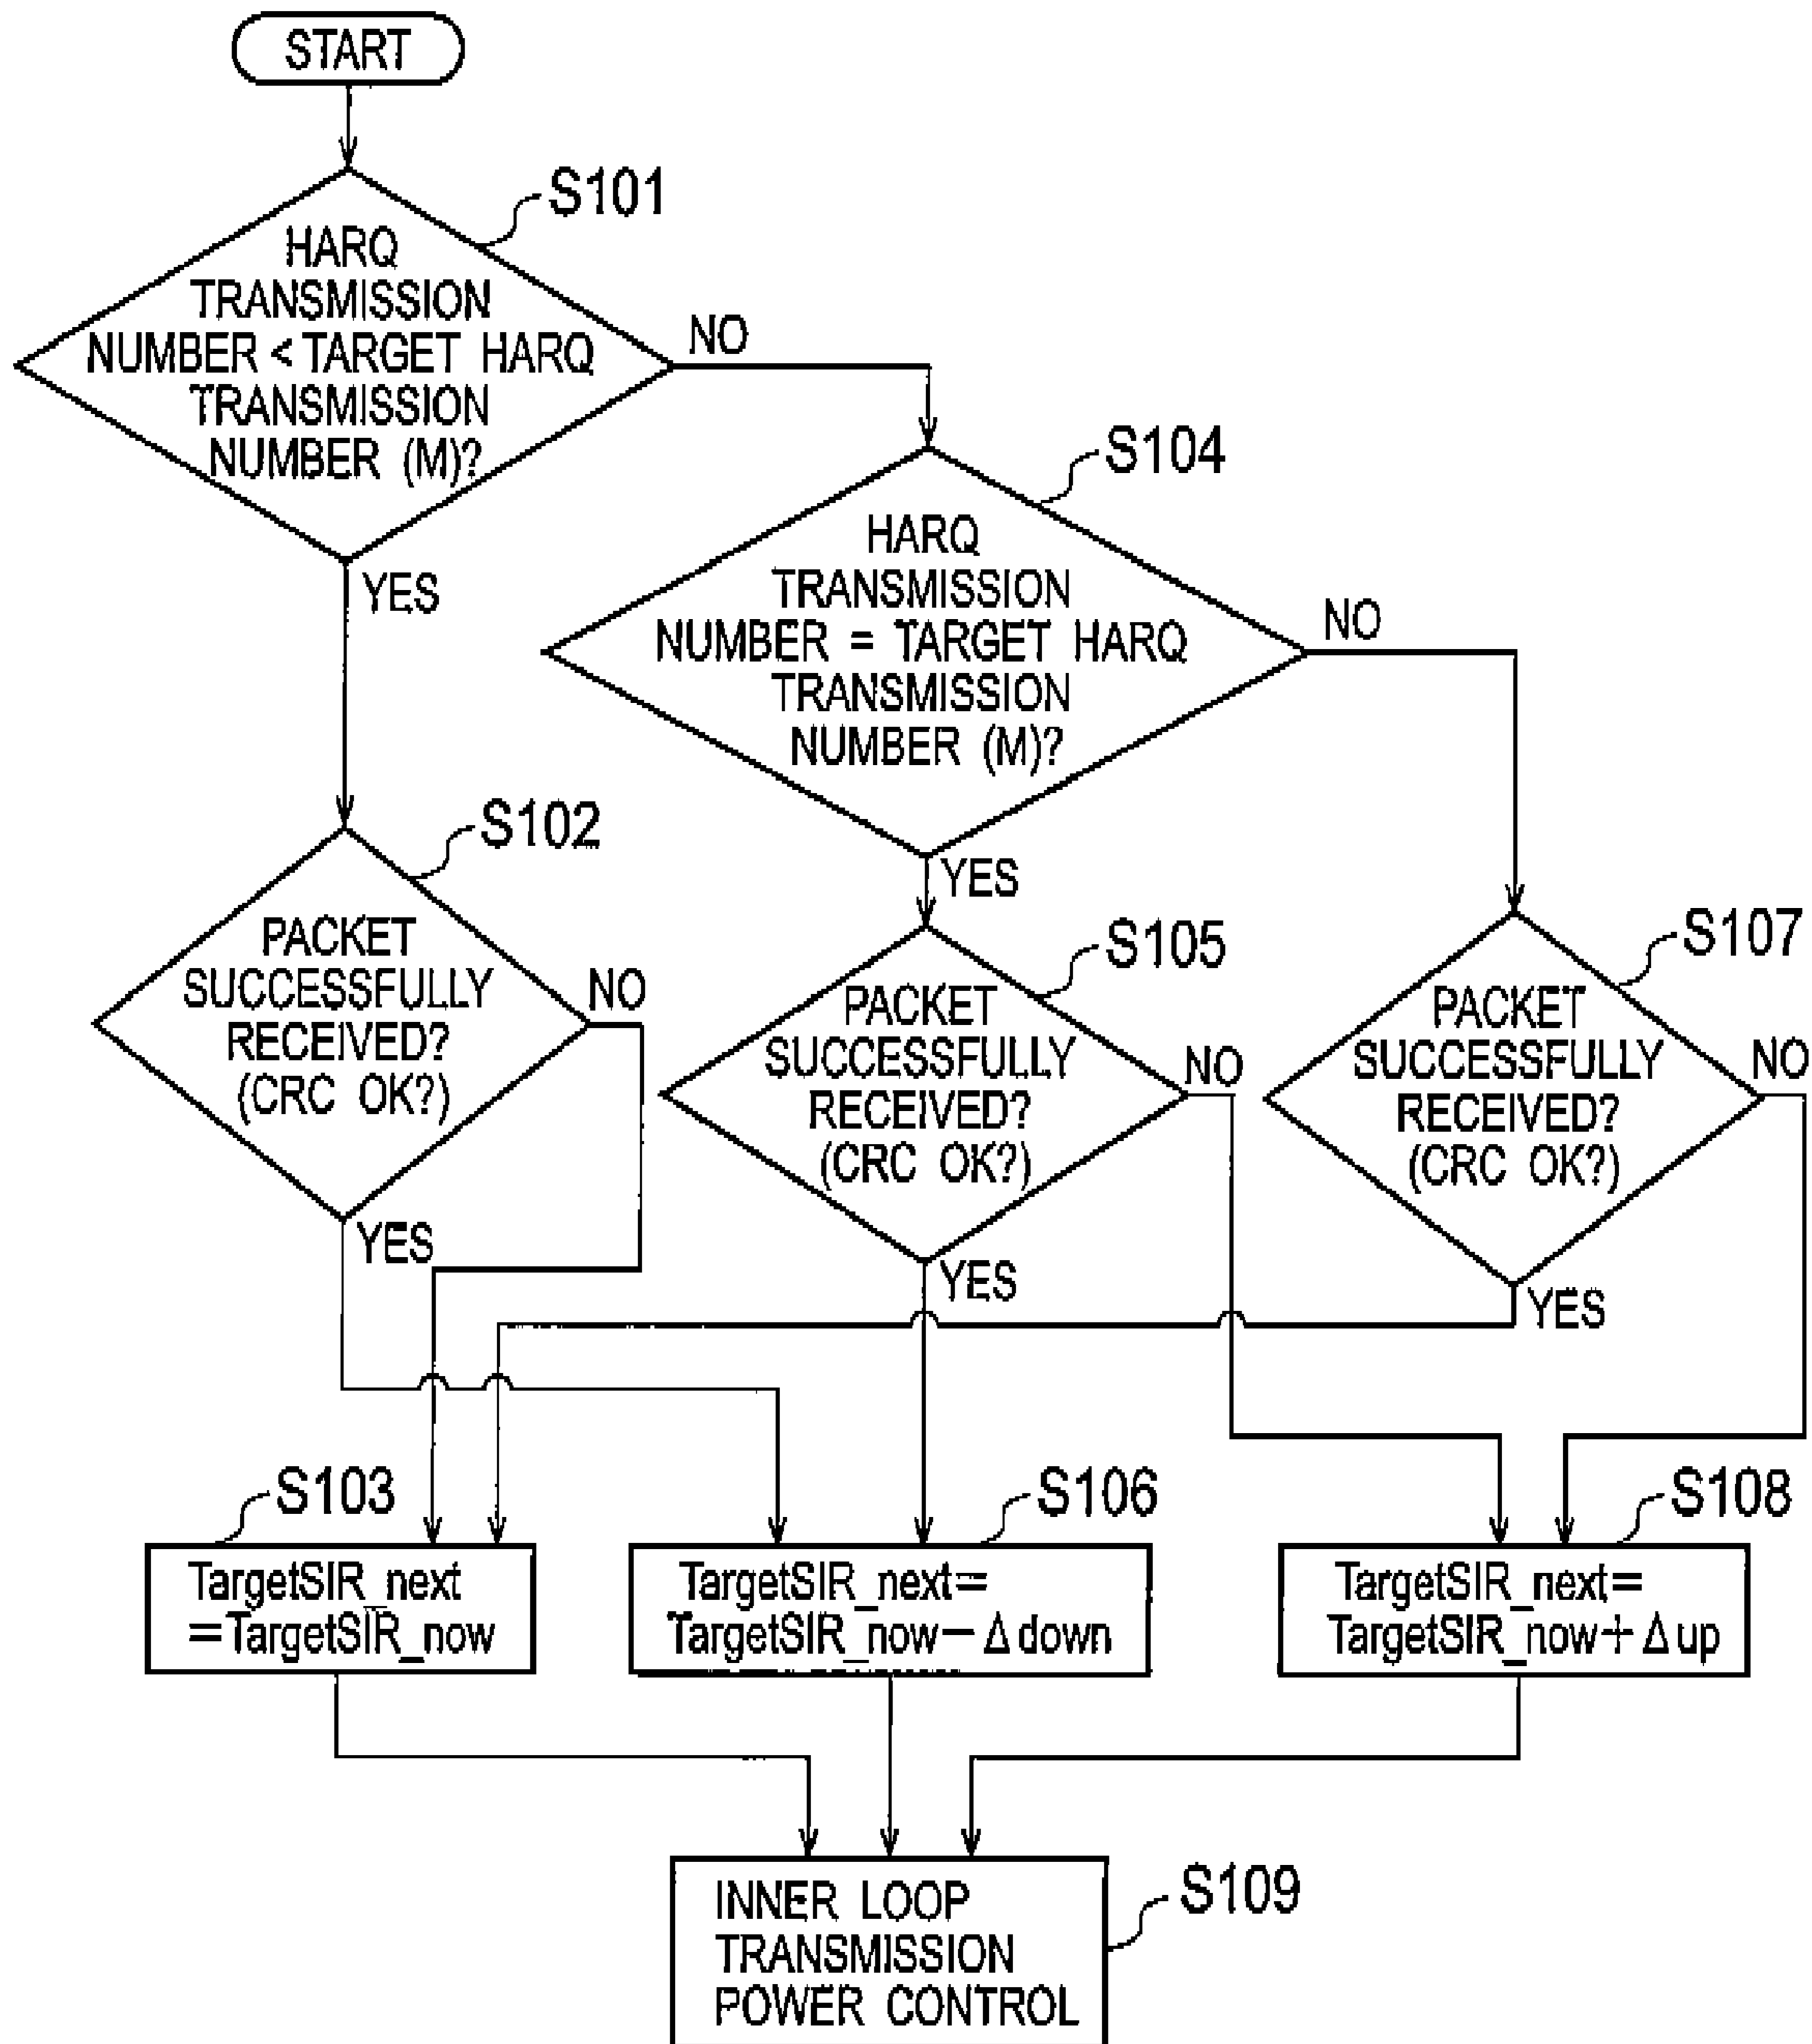 START
S101
HARQ
TRANSMISSION
NUMBER < TARGET HARQ
TRANSMISSION
NUMBER (M)?
NO
YES
S104
HARQ
TRANSMISSION
NUMBER = TARGET HARQ
TRANSMISSION
NUMBER (M)?
NO
YES
S102
PACKET
SUCCESSFULLY
RECEIVED?
(CRC OK?)
NO
YES
S105
PACKET
SUCCESSFULLY
RECEIVED?
(CRC OK?)
NO
YES
S107
PACKET
SUCCESSFULLY
RECEIVED?
(CRC OK?)
NO
YES
S103
TargetSIR_next
=TargetSIR_now
S106
TargetSIR_next=
TargetSIR_now-Δdown
S108
TargetSIR_next=
TargetSIR_now+Δup
S109
INNER LOOP
TRANSMISSION
POWER CONTROL